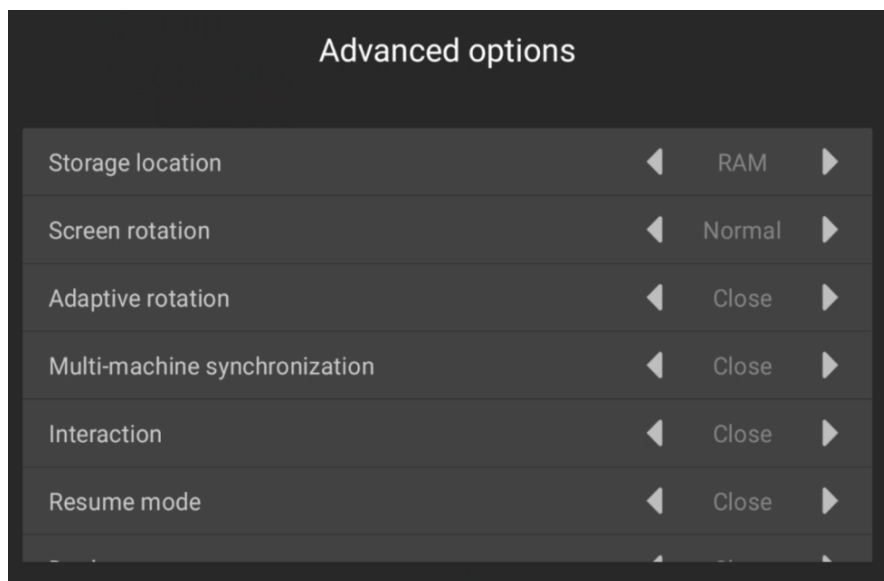 Advanced options
Storage location RAM
Screen rotation Normal
Adaptive rotation Close
Multi-machine synchronization Close
Interaction Close
Resume mode Close